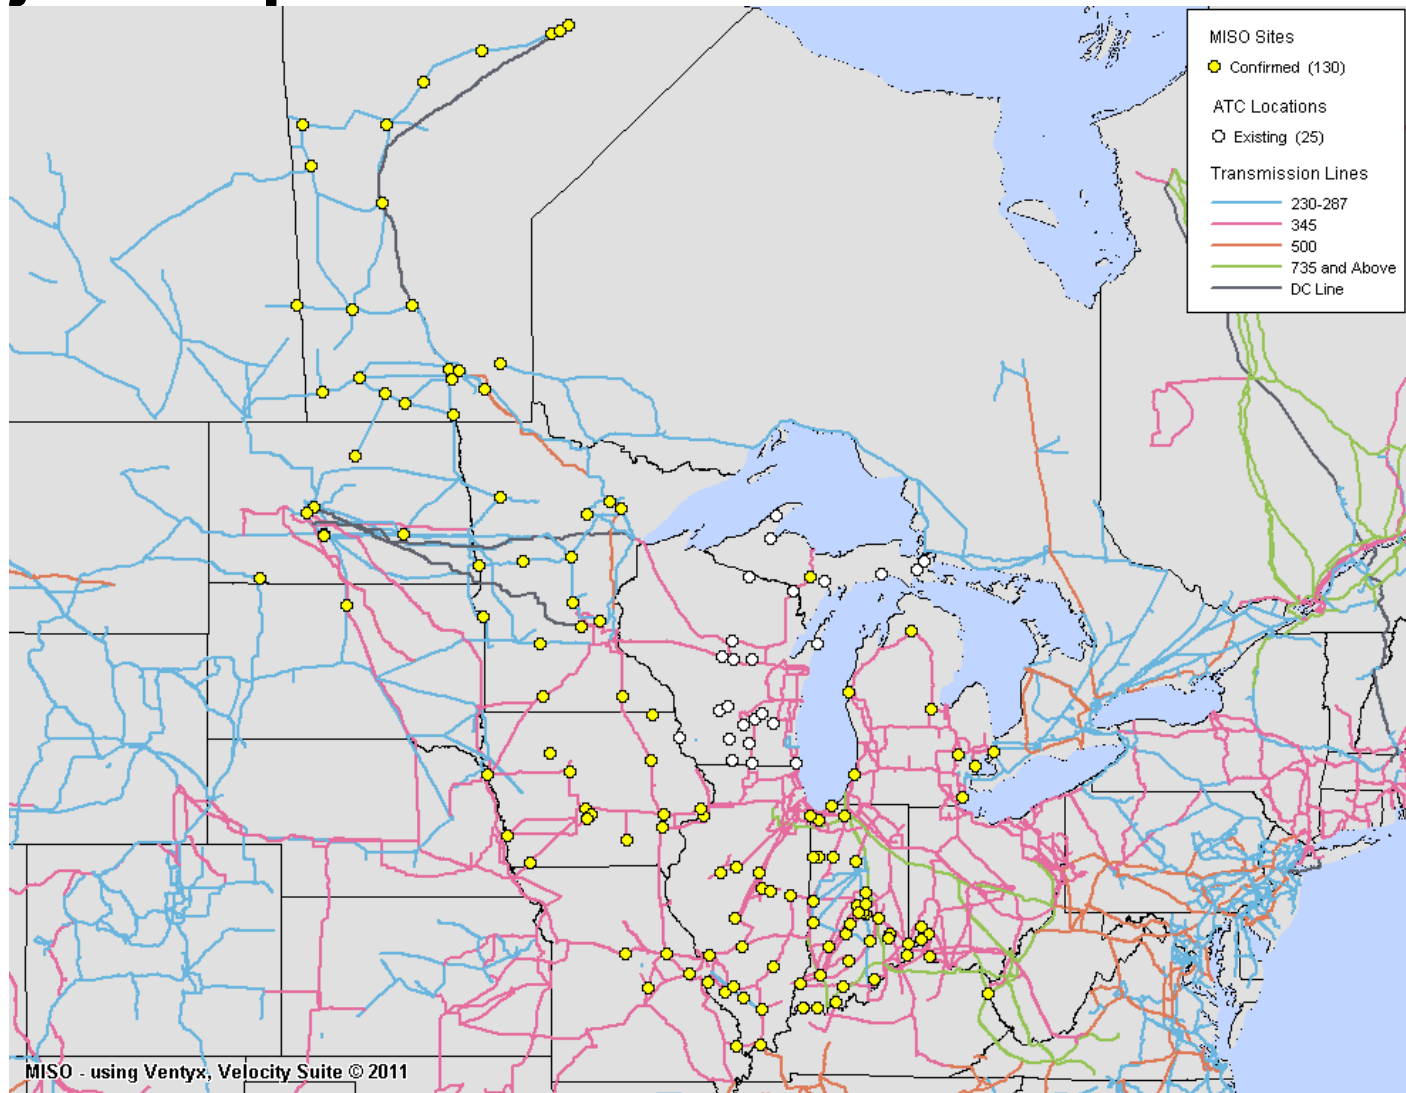 MISO Sites
Confirmed (130)
ATC Locations
Existing (25)
Transmission Lines
230-287
345
500
735 and Above
DC Line
MISO - using Ventyx, Velocity Suite © 2011